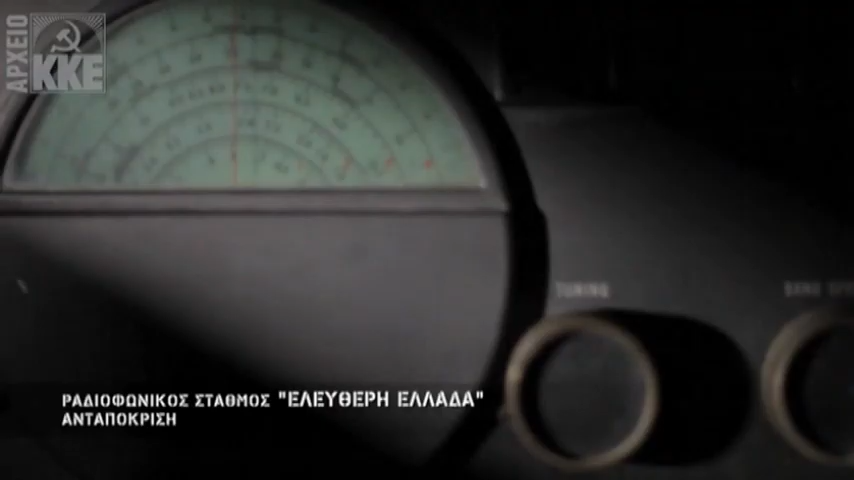 ΑΡΧΕΙΟ
ΚΚΕ
TUNING
ΡΑΔΙΟΦΩΝΙΚΟΣ ΣΤΑΘΜΟΣ "ΕΛΕΥΘΕΡΗ ΕΛΛΑΔΑ"
ΑΝΤΑΠΟΚΡΙΣΗ